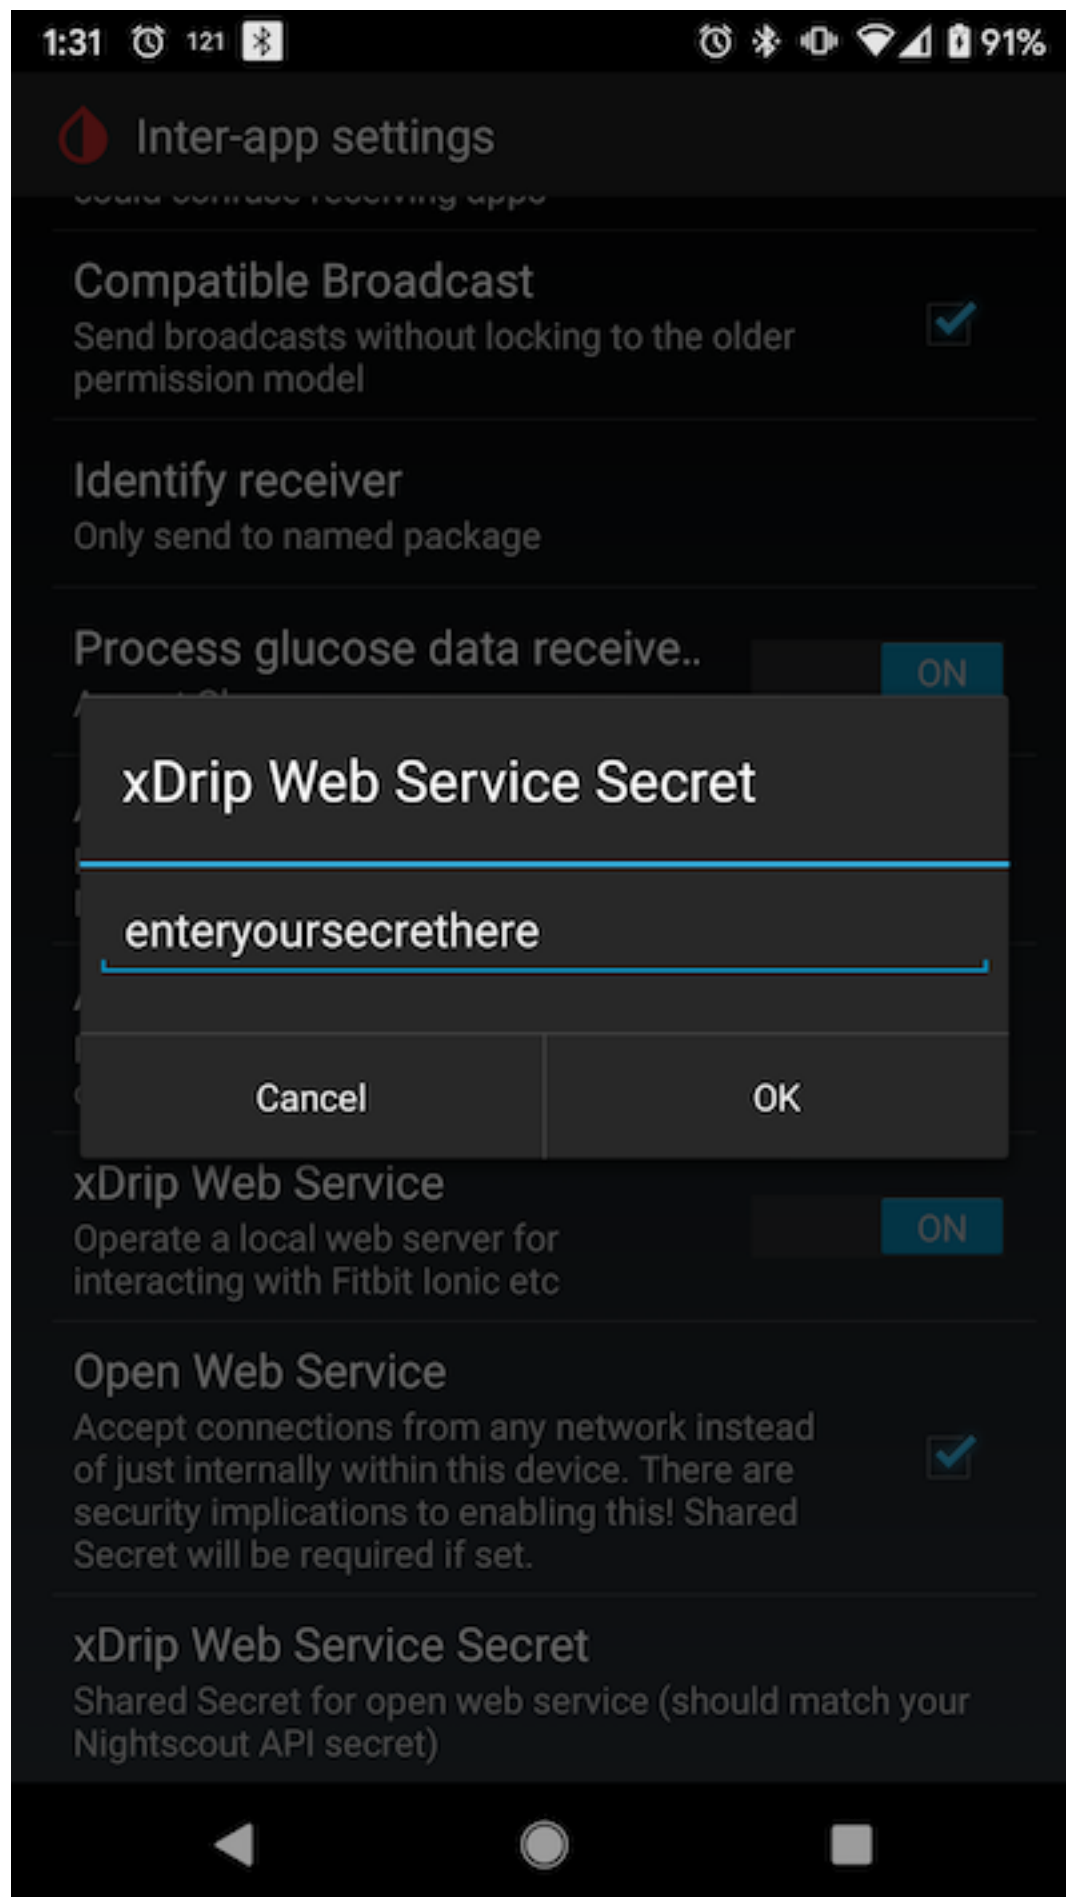 1:31 121 91%
Inter-app settings
could confuse receiving apps
Compatible Broadcast
Send broadcasts without locking to the older
permission model
Identify receiver
Only send to named package
Process glucose data receive..
ON
xDrip Web Service Secret
enteryoursecrethere
Cancel OK
xDrip Web Service
ON
Operate a local web server for
interacting with Fitbit Ionic etc
Open Web Service
Accept connections from any network instead
of just internally within this device. There are
security implications to enabling this! Shared
Secret will be required if set.
xDrip Web Service Secret
Shared Secret for open web service (should match your
Nightscout API secret)